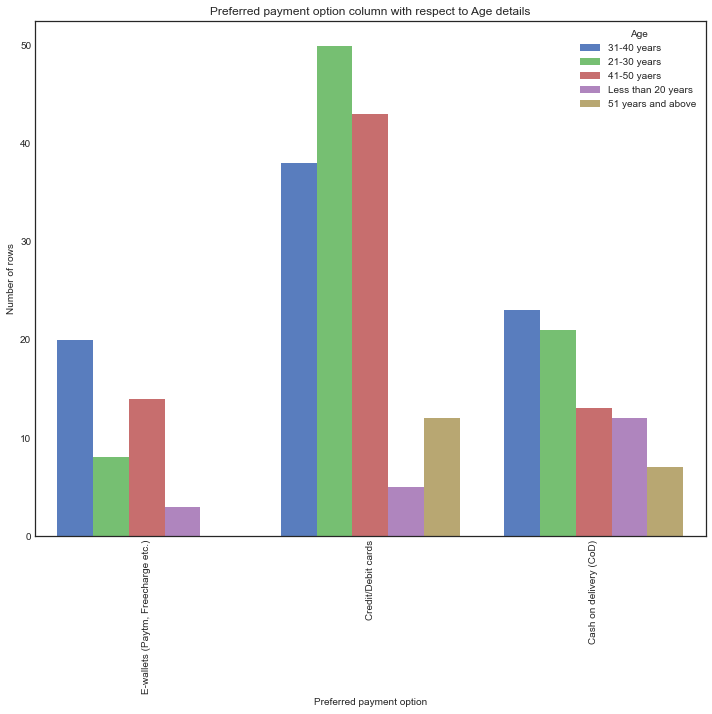 Preferred payment option column with respect to Age details
Age
31-40 years
21-30 years
41-50 yaers
Less than 20 years
51 years and above
Number of rows
50
40
30
20
10
0
E-wallets (Paytm, Freecharge etc.)
Credit/Debit cards
Cash on delivery (CoD)
Preferred payment option